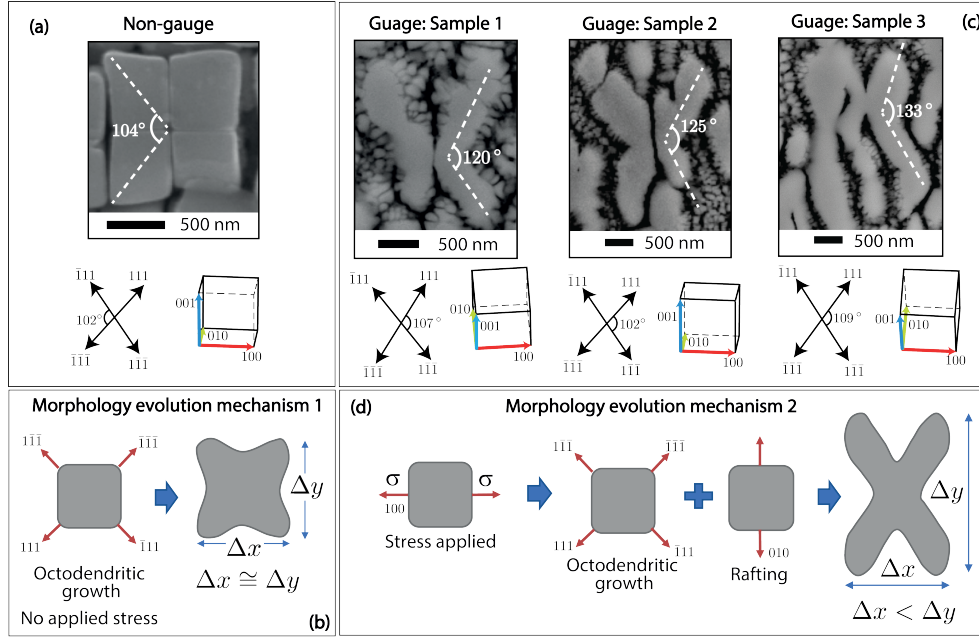 (a)
Non-gauge
104°
500 nm
1̄11
111
102°
1̄1̄1̄
11̄1̄
001
010
100
Guage: Sample 1
Guage: Sample 2
Guage: Sample 3
(c)
120°
125°
133°
500 nm
500 nm
500 nm
1̄11
111
107°
1̄1̄1̄
11̄1̄
010
001
100
1̄11
111
102°
1̄1̄1̄
11̄1̄
001
010
100
1̄11
111
109°
1̄1̄1̄
11̄1̄
001
010
100
Morphology evolution mechanism 1
11̄1̄
1̄1̄1̄
111
1̄11
Δy
Δx
Δx ≅ Δy
Octodendritic
growth
No applied stress
(b)
(d)
Morphology evolution mechanism 2
σ
σ
100
Stress applied
11̄1̄
1̄1̄1̄
111
1̄11
Octodendritic
growth
010
Rafting
Δy
Δx
Δx < Δy